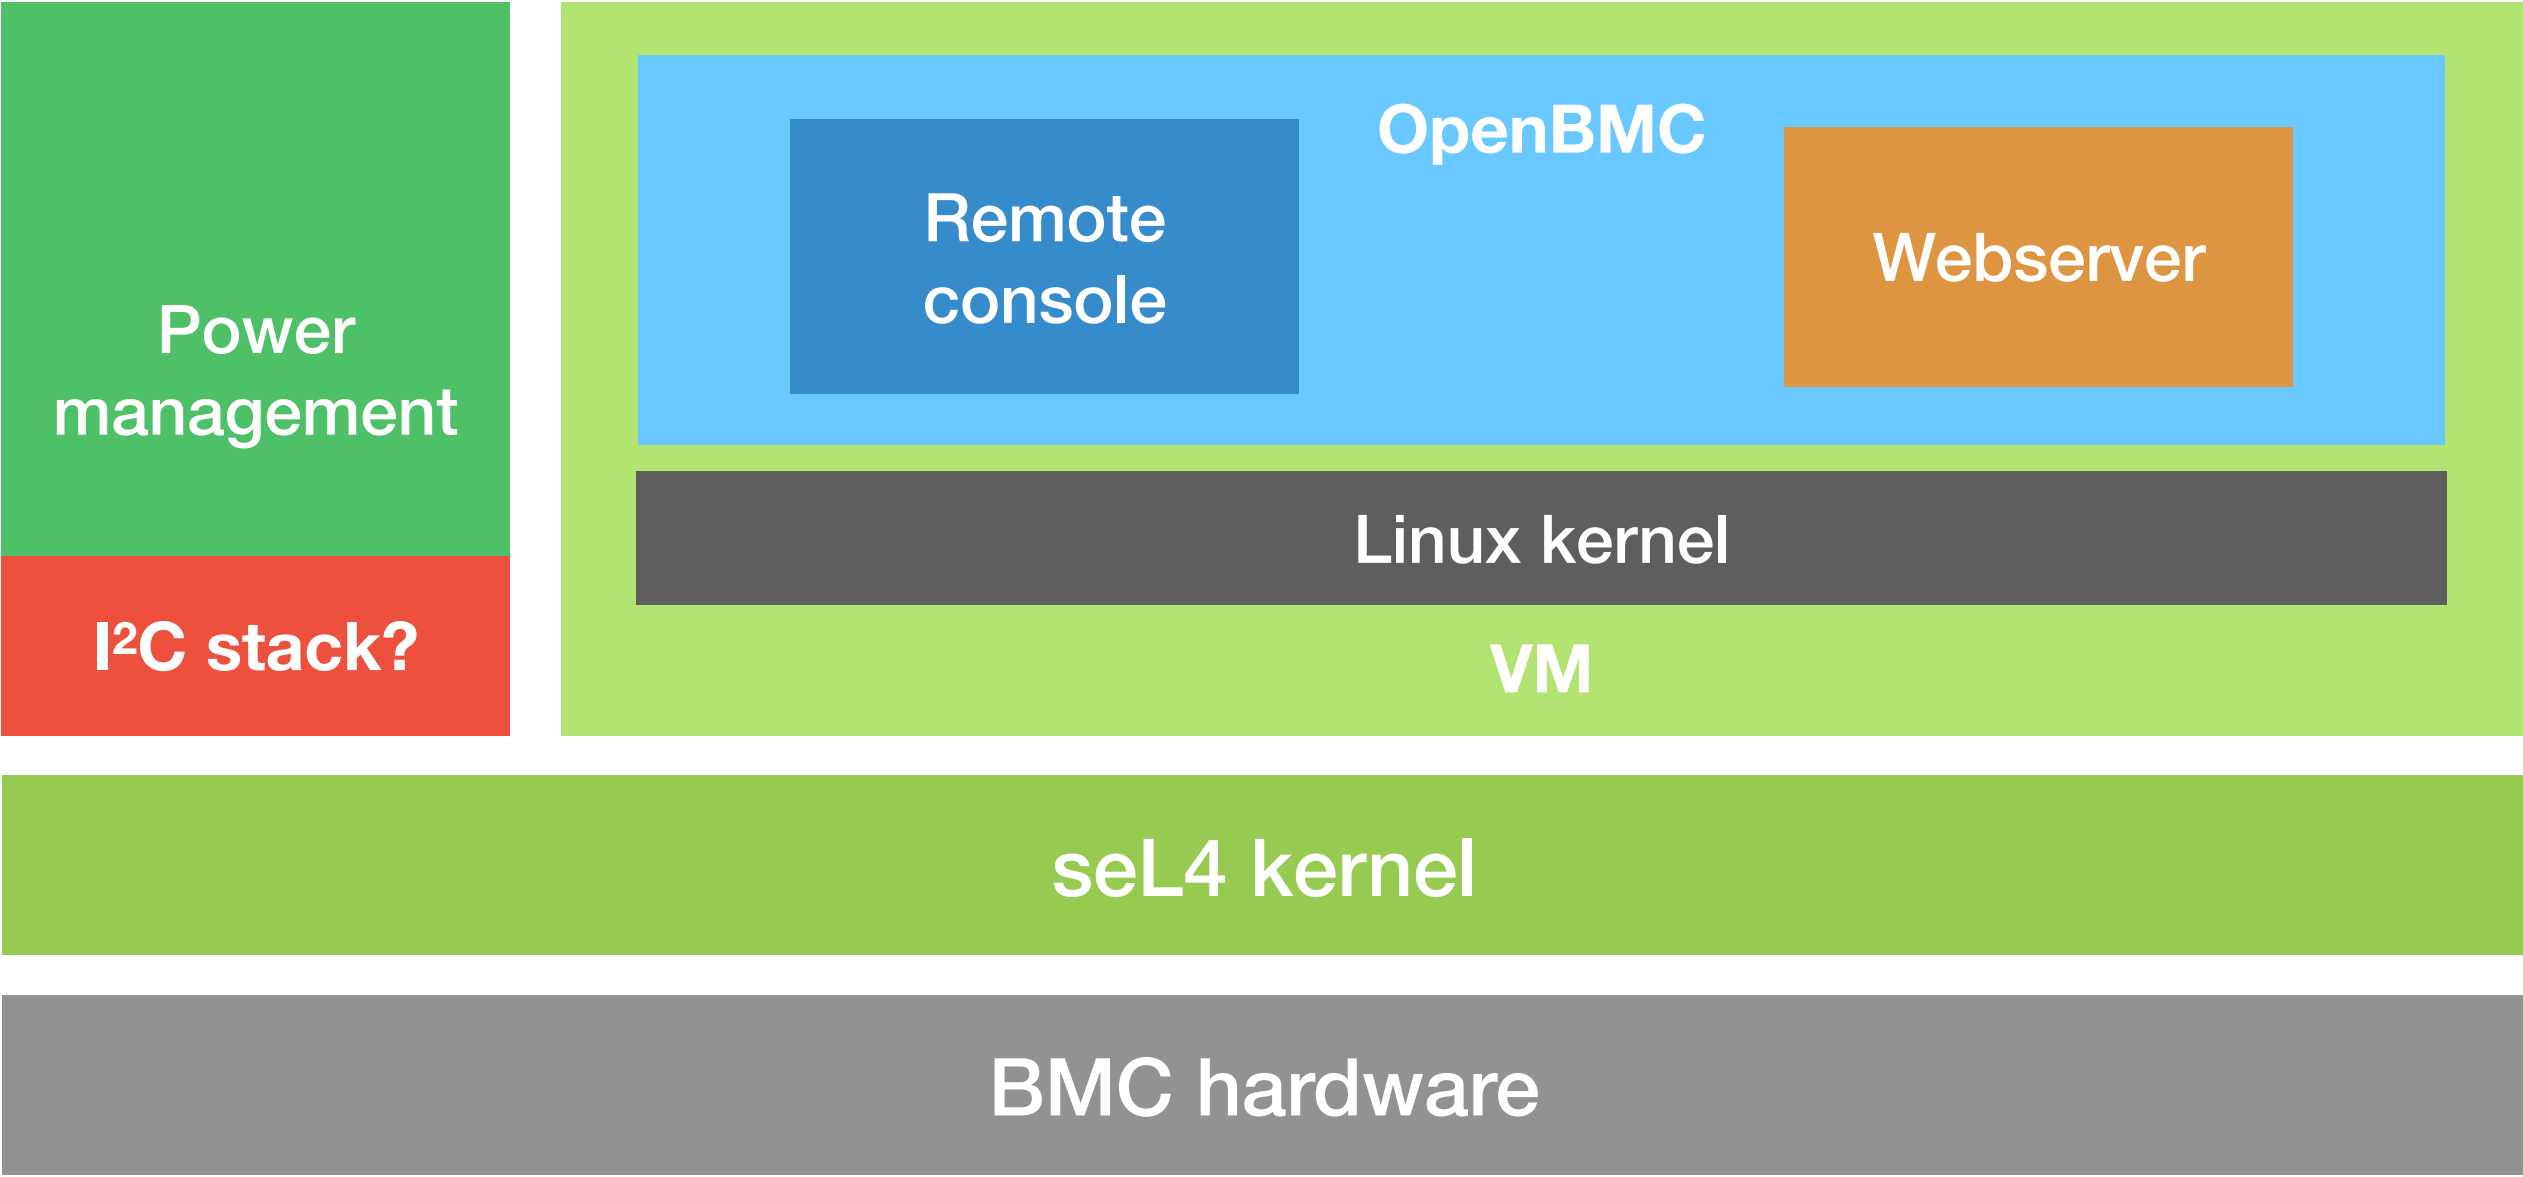 Power
management
I²C stack?
OpenBMC
Remote
console
Webserver
Linux kernel
VM
seL4 kernel
BMC hardware